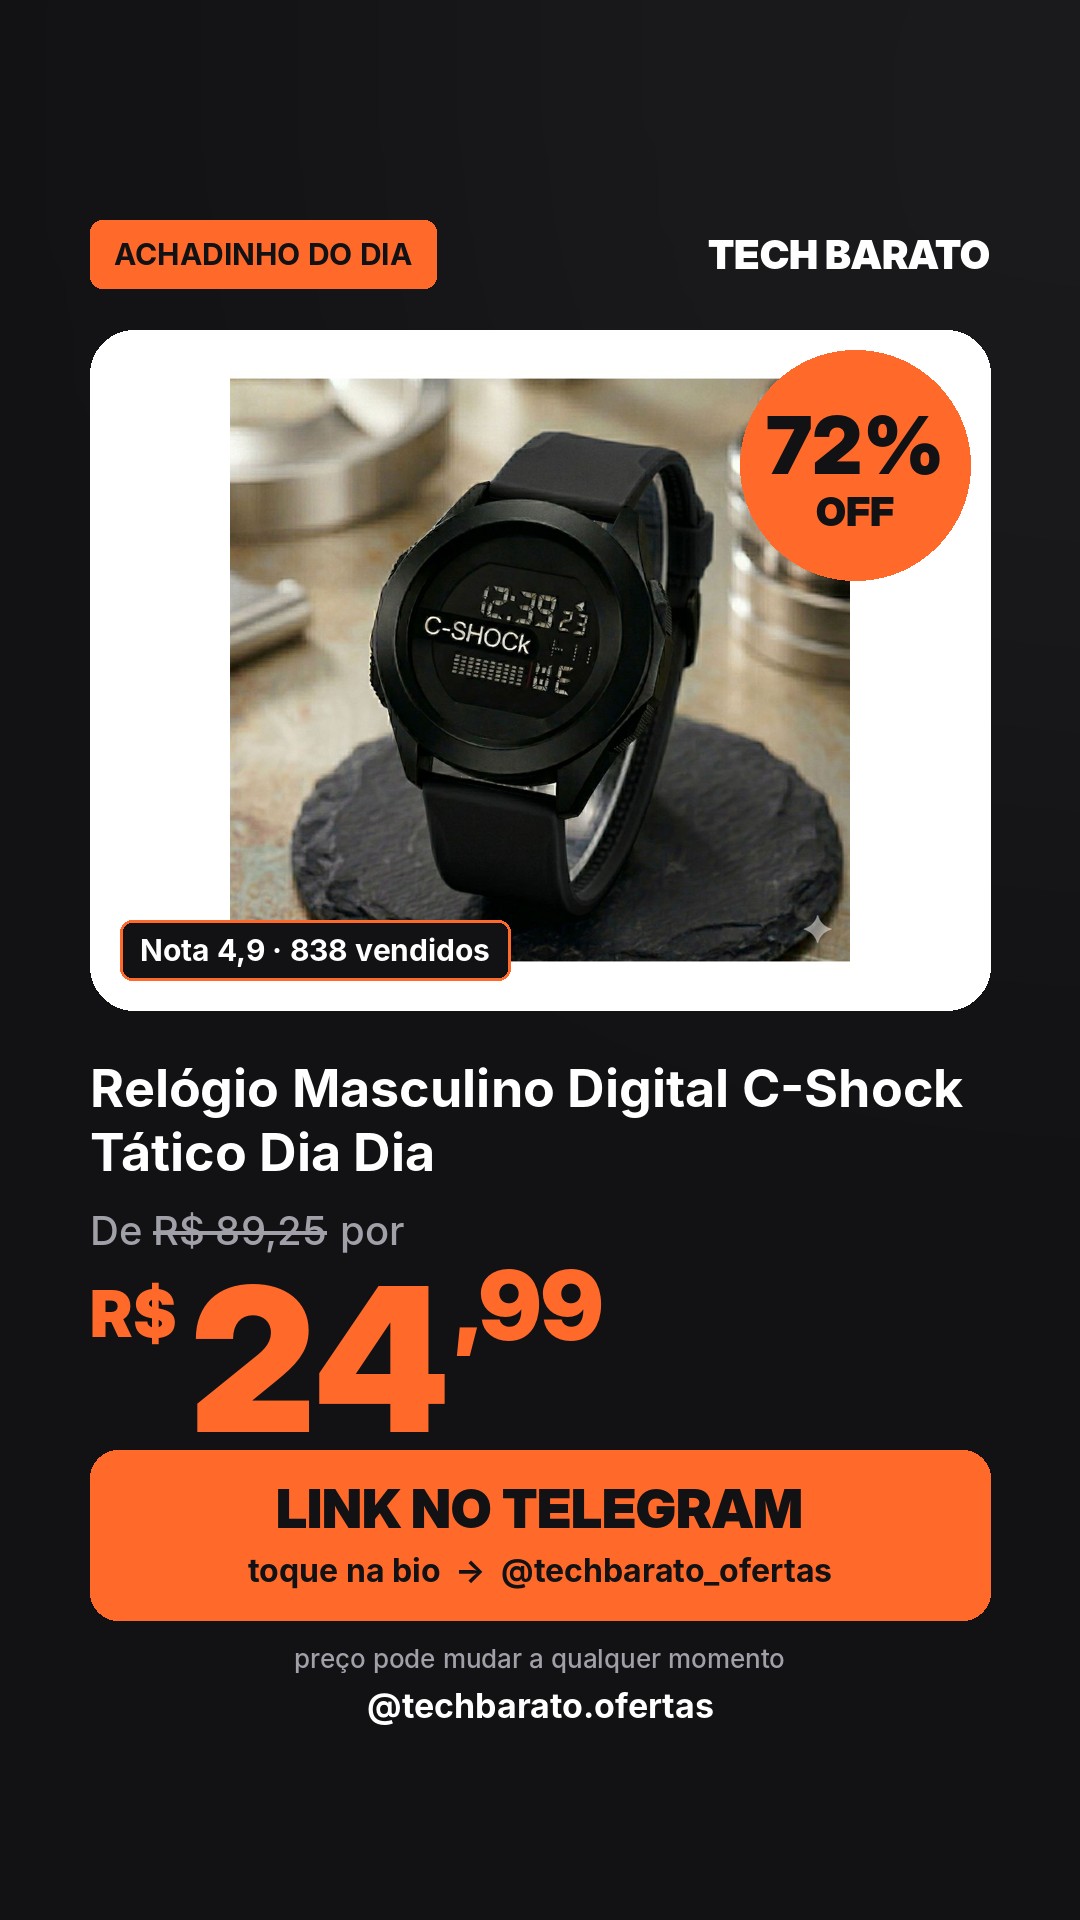 ACHADINHO DO DIA
TECH BARATO
72%
OFF
12:39 23
C-SHOCK
WE
Nota 4,9 · 838 vendidos
Relógio Masculino Digital C-Shock
Tático Dia Dia
De R$ 89,25 por
R$ 24,99
LINK NO TELEGRAM
toque na bio → @techbarato_ofertas
preço pode mudar a qualquer momento
@techbarato.ofertas